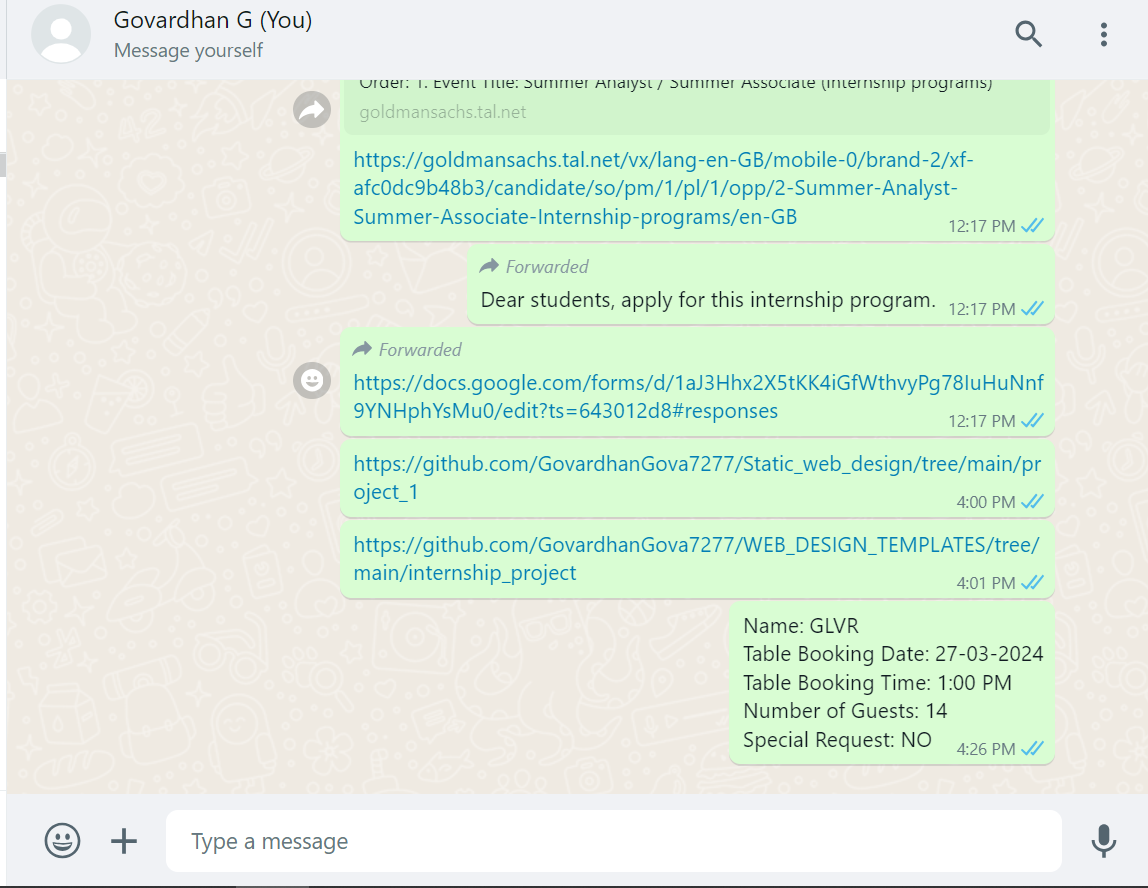 Govardhan G (You)
Message yourself
Order: 1. Event Title: Summer Analyst / Summer Associate (Internship programs)
goldmansachs.tal.net
https://goldmansachs.tal.net/vx/lang-en-GB/mobile-0/brand-2/xf-
afc0dc9b48b3/candidate/so/pm/1/pl/1/opp/2-Summer-Analyst-
Summer-Associate-Internship-programs/en-GB
12:17 PM
Forwarded
Dear students, apply for this internship program.
12:17 PM
Forwarded
https://docs.google.com/forms/d/1aJ3Hhx2X5tKK4iGfWthvyPg78IuHuNnf
9YNHphYsMu0/edit?ts=643012d8#responses
12:17 PM
https://github.com/GovardhanGova7277/Static_web_design/tree/main/pr
oject_1
4:00 PM
https://github.com/GovardhanGova7277/WEB_DESIGN_TEMPLATES/tree/
main/internship_project
4:01 PM
Name: GLVR
Table Booking Date: 27-03-2024
Table Booking Time: 1:00 PM
Number of Guests: 14
Special Request: NO
4:26 PM
Type a message